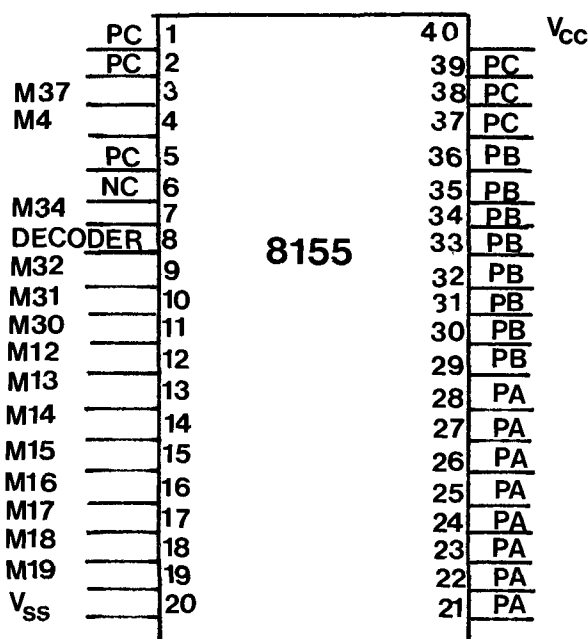 PC 1 40 VCC
PC 2 39 PC
M37 3 38 PC
M4 4 37 PC
PC 5 36 PB
NC 6 35 PB
M34 7 34 PB
DECODER 8 8155 33 PB
M32 9 32 PB
M31 10 31 PB
M30 11 30 PB
M12 12 29 PB
M13 13 28 PA
M14 14 27 PA
M15 15 26 PA
M16 16 25 PA
M17 17 24 PA
M18 18 23 PA
M19 19 22 PA
VSS 20 21 PA